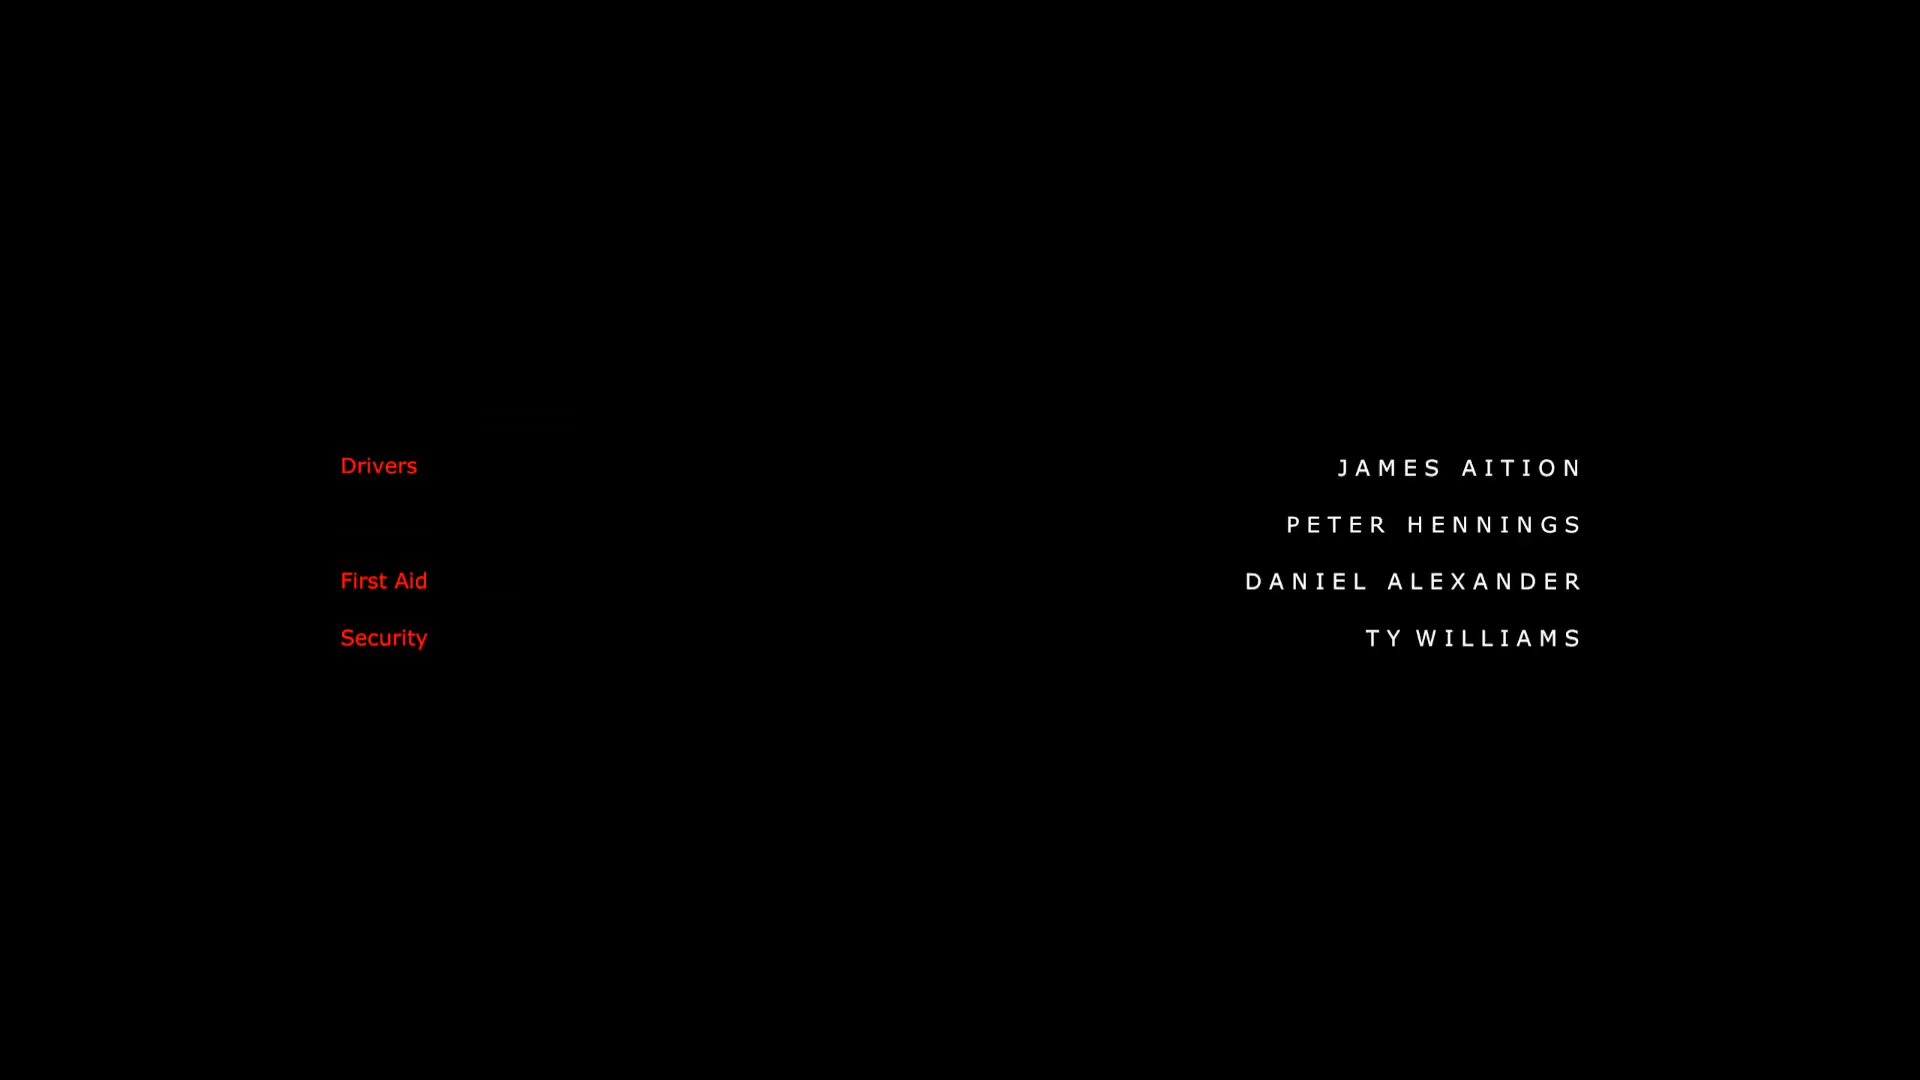 Drivers JAMES AITION
PETER HENNINGS
First Aid DANIEL ALEXANDER
Security TY WILLIAMS